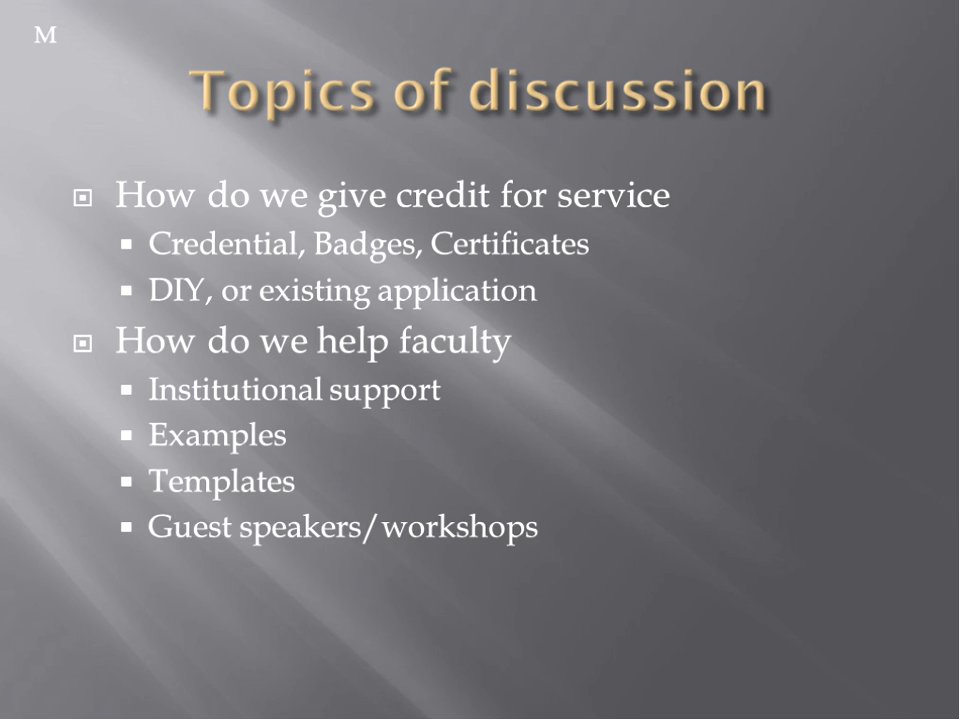 M
Topics of discussion
How do we give credit for service
Credential, Badges, Certificates
DIY, or existing application
How do we help faculty
Institutional support
Examples
Templates
Guest speakers/workshops